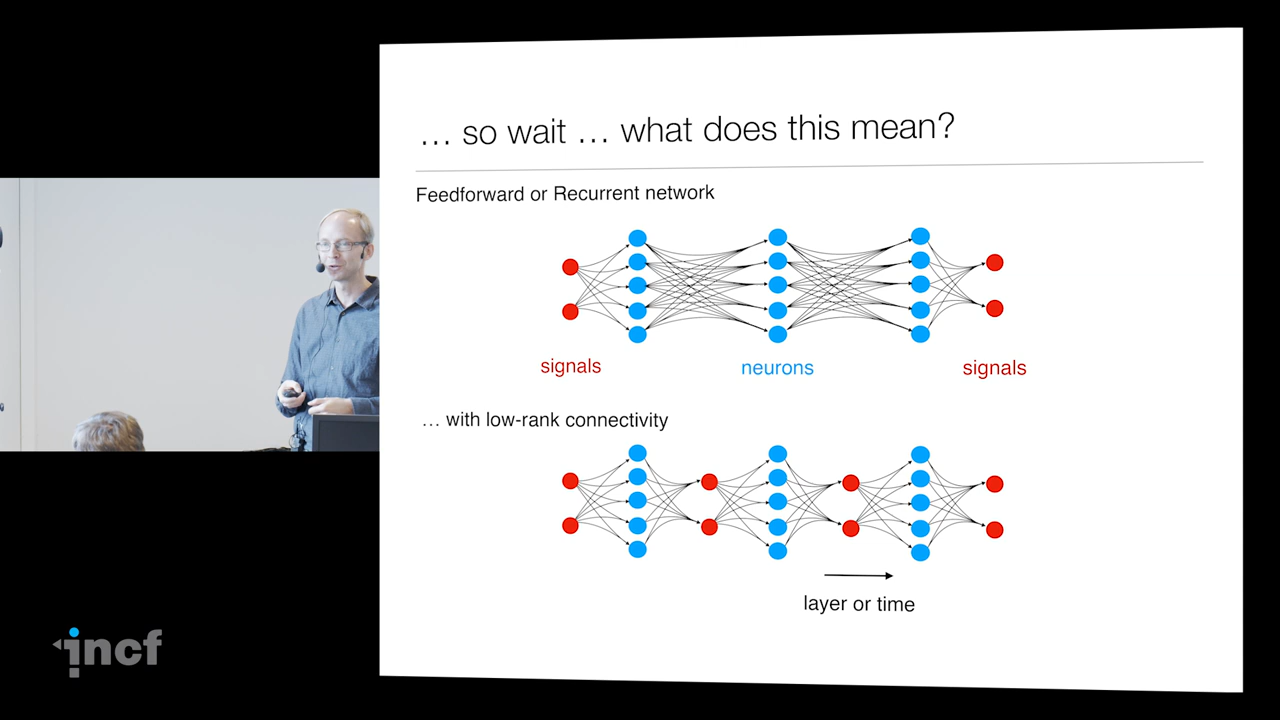 … so wait … what does this mean?
Feedforward or Recurrent network
signals
neurons
signals
… with low-rank connectivity
layer or time
incf